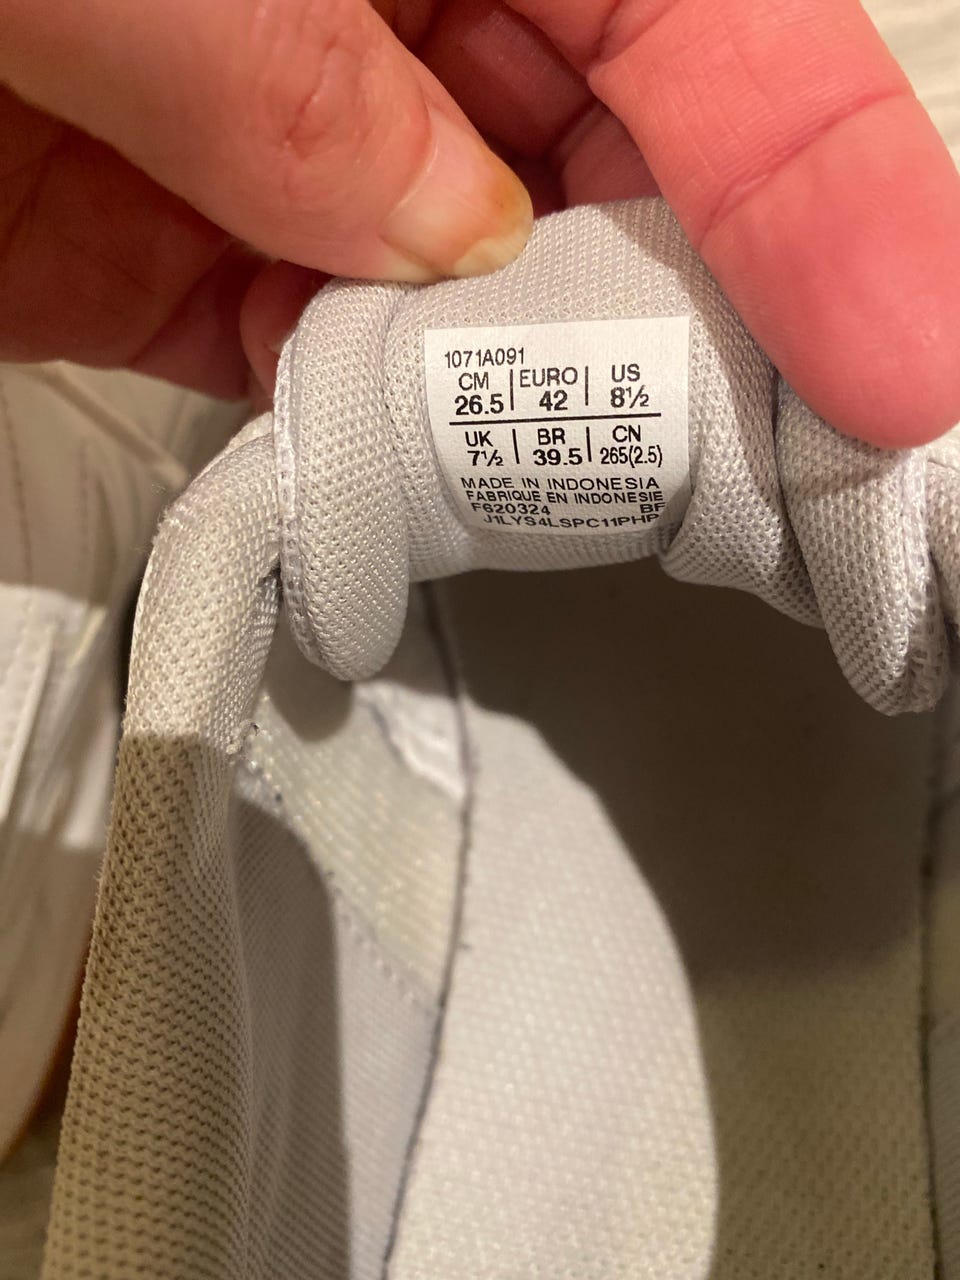 1071A091
CM | EURO | US
26.5 | 42 | 8½
UK | BR | CN
7½ | 39.5 | 265(2.5)
MADE IN INDONESIA
FABRIQUE EN INDONESIE
F620324 BF
J1LYS4LSPC11PHP